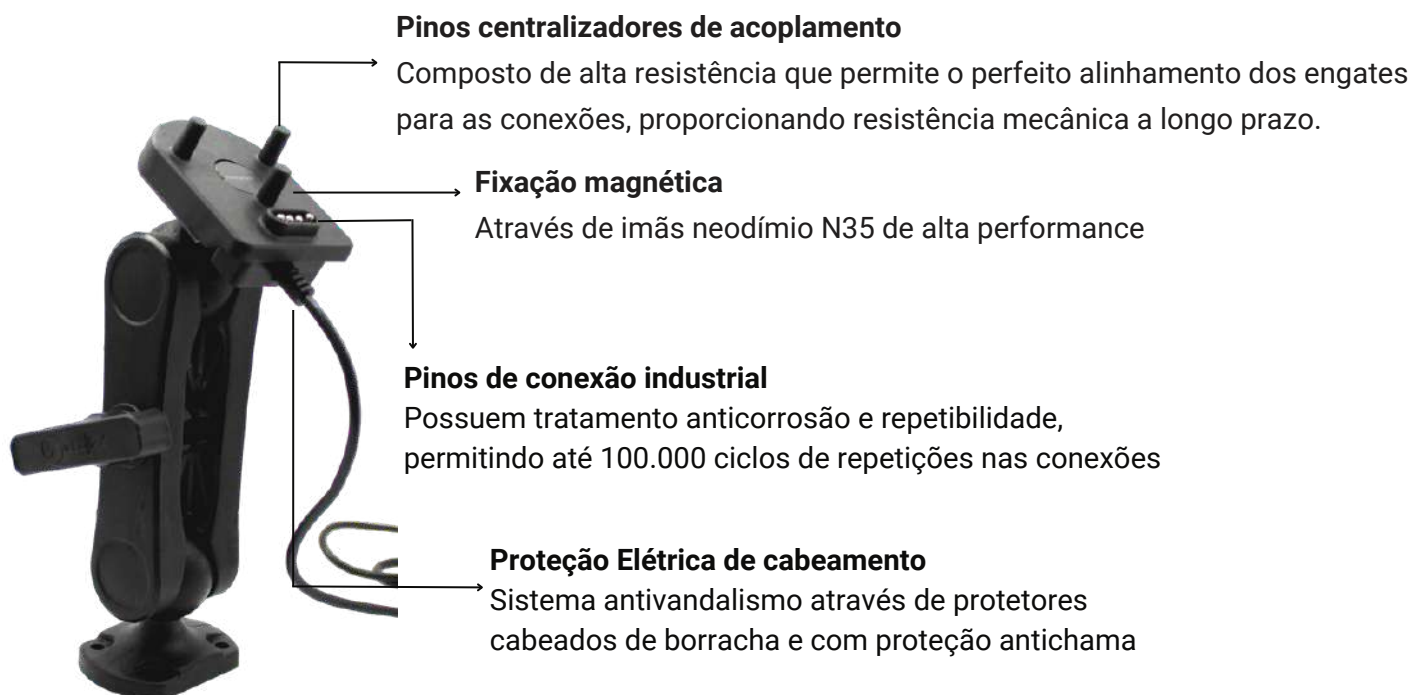 Pinos centralizadores de acoplamento
Composto de alta resistência que permite o perfeito alinhamento dos engates
para as conexões, proporcionando resistência mecânica a longo prazo.
Fixação magnética
Através de imãs neodímio N35 de alta performance
Pinos de conexão industrial
Possuem tratamento anticorrosão e repetibilidade,
permitindo até 100.000 ciclos de repetições nas conexões
Proteção Elétrica de cabeamento
Sistema antivandalismo através de protetores
cabeados de borracha e com proteção antichama